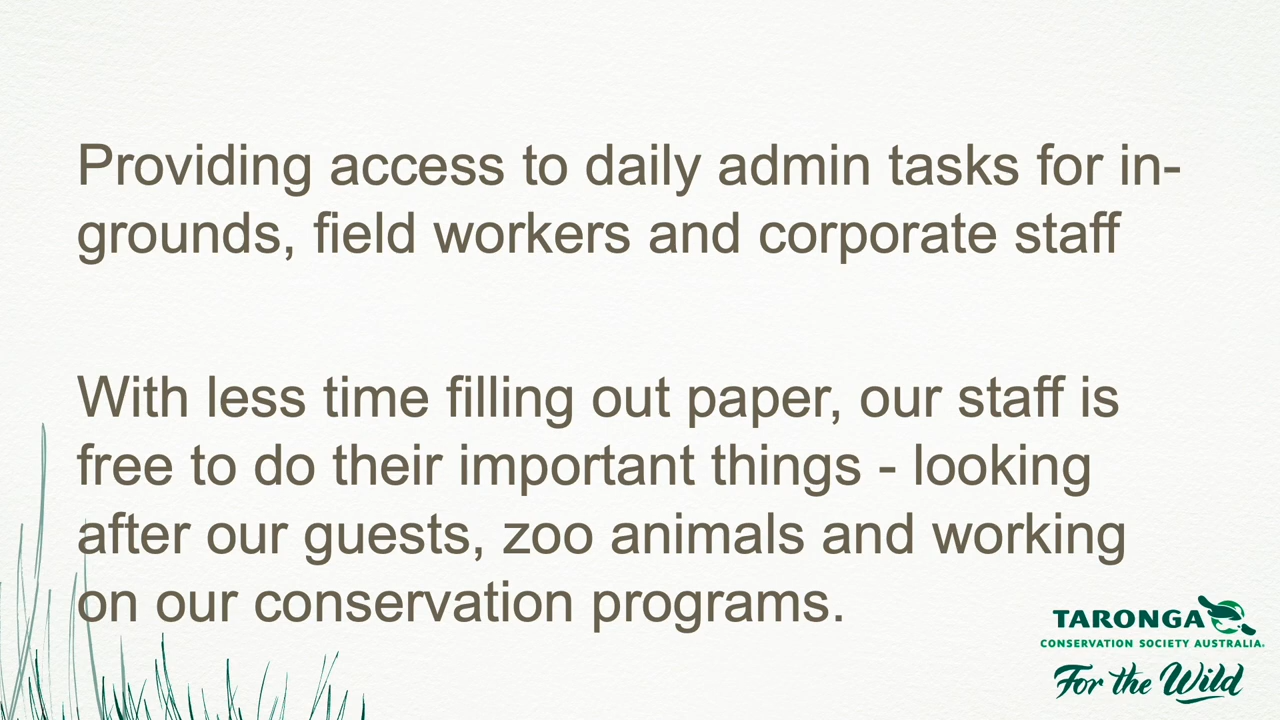 Providing access to daily admin tasks for in-
grounds, field workers and corporate staff
With less time filling out paper, our staff is
free to do their important things - looking
after our guests, zoo animals and working
on our conservation programs.
TARONGA
CONSERVATION SOCIETY AUSTRALIA
For the Wild